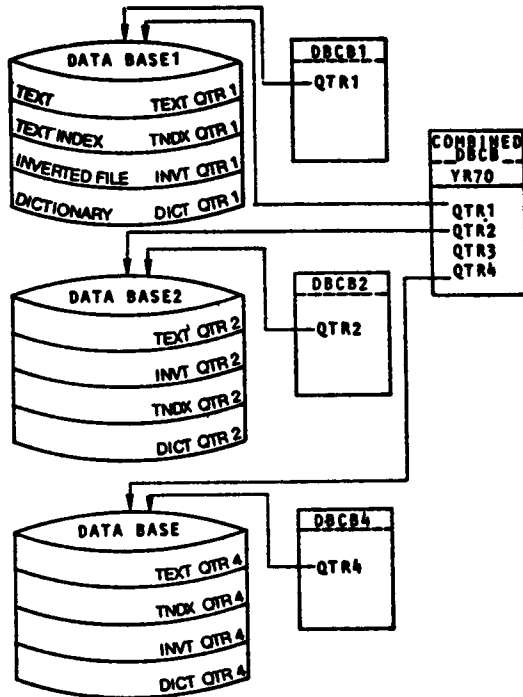 DATA BASE1
TEXT TEXT QTR 1
TEXT INDEX TNDX QTR 1
INVERTED FILE INVT QTR 1
DICTIONARY DICT QTR 1
DBCB1
QTR1
COMBINED
DBCB
YR70
QTR1
QTR2
QTR3
QTR4
DATA BASE2
TEXT QTR 2
INVT QTR 2
TNDX QTR 2
DICT QTR 2
DBCB2
QTR2
DATA BASE
TEXT QTR 4
TNDX QTR 4
INVT QTR 4
DICT QTR 4
DBCB4
QTR4